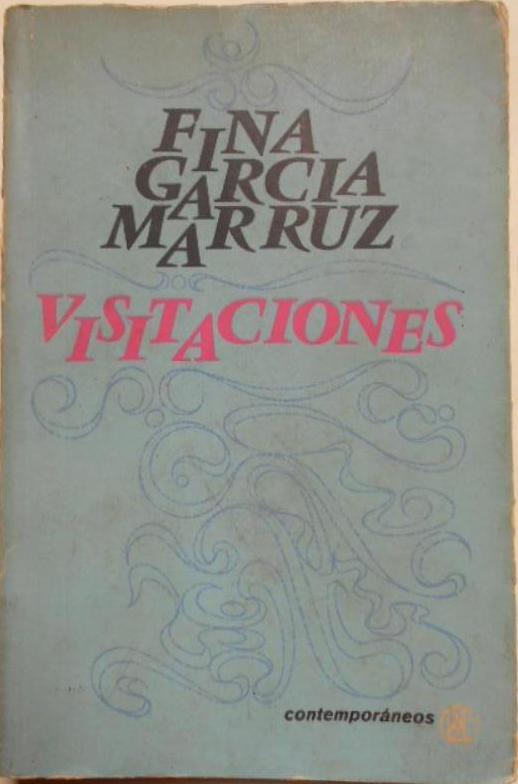 FINA
GARCIA
MARRUZ
VISITACIONES
contemporáneos